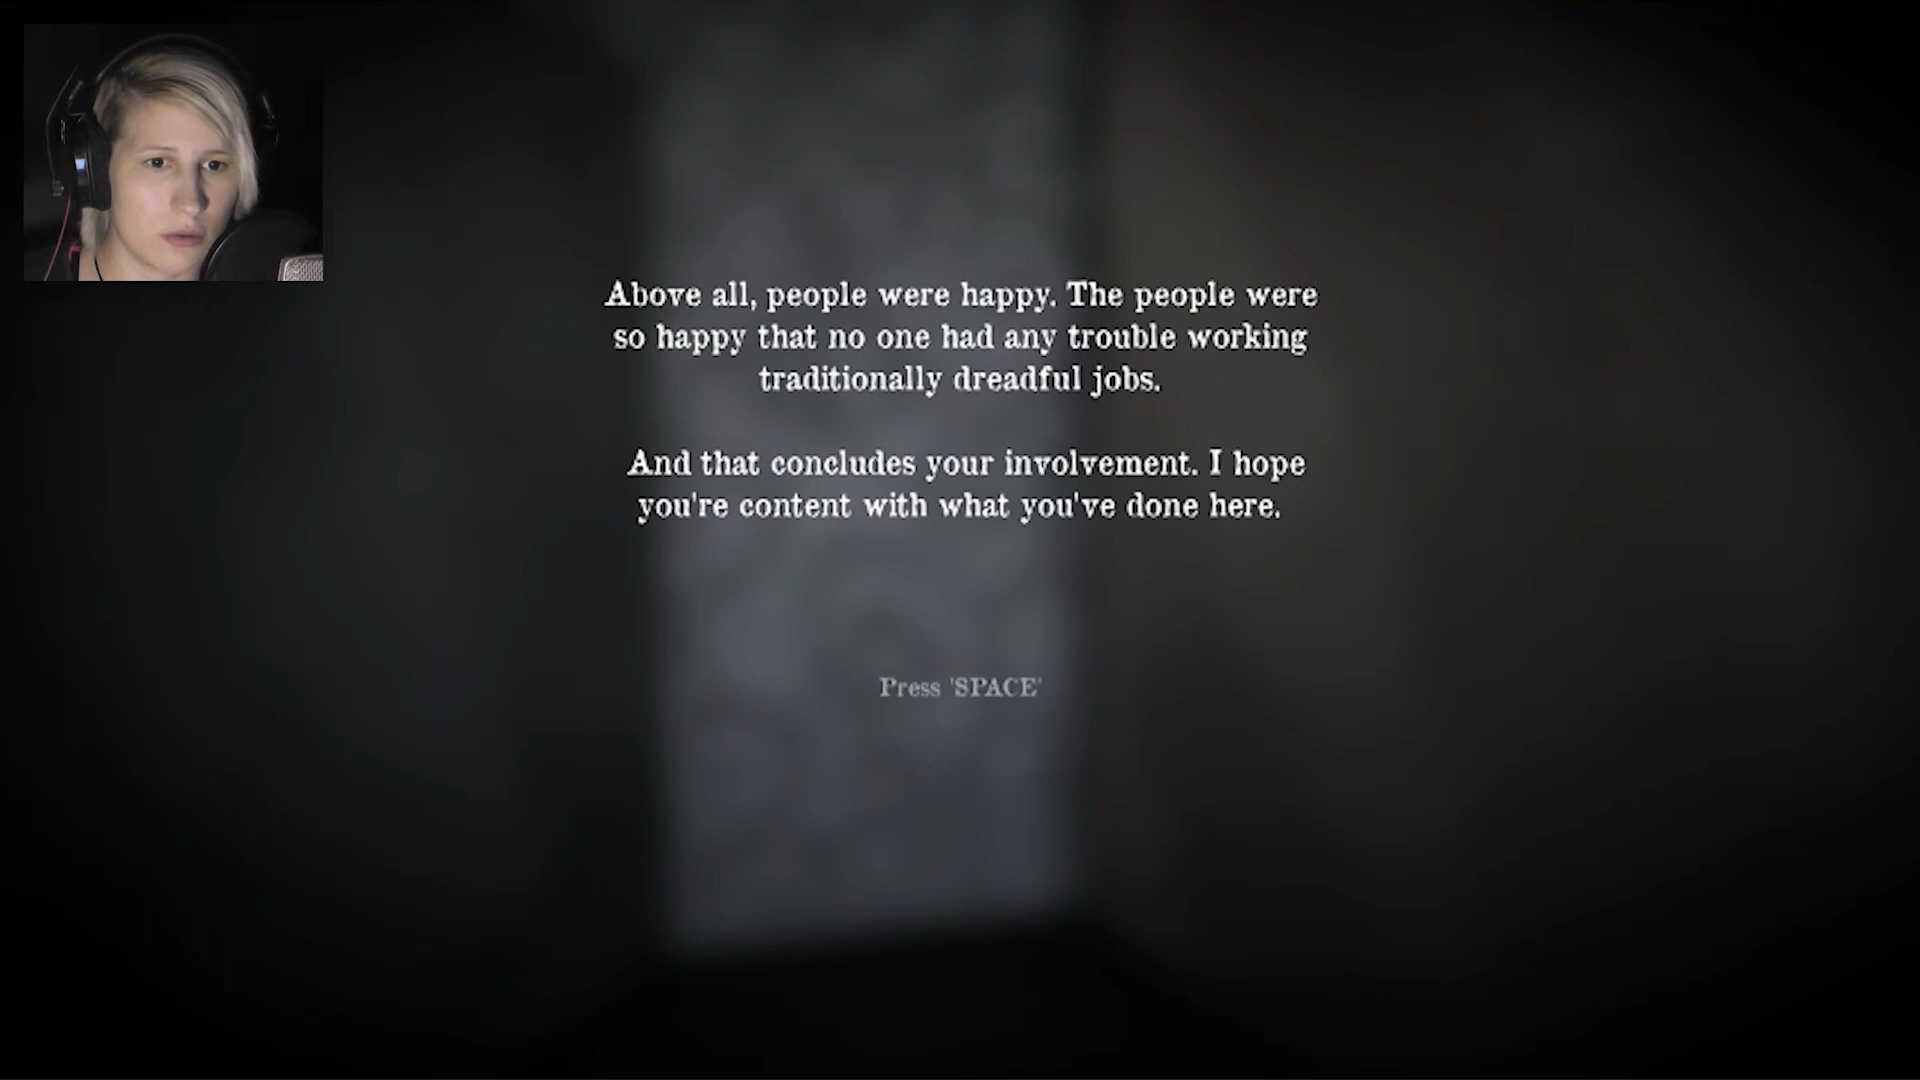 Above all, people were happy. The people were
so happy that no one had any trouble working
traditionally dreadful jobs.
And that concludes your involvement. I hope
you're content with what you've done here.
Press 'SPACE'